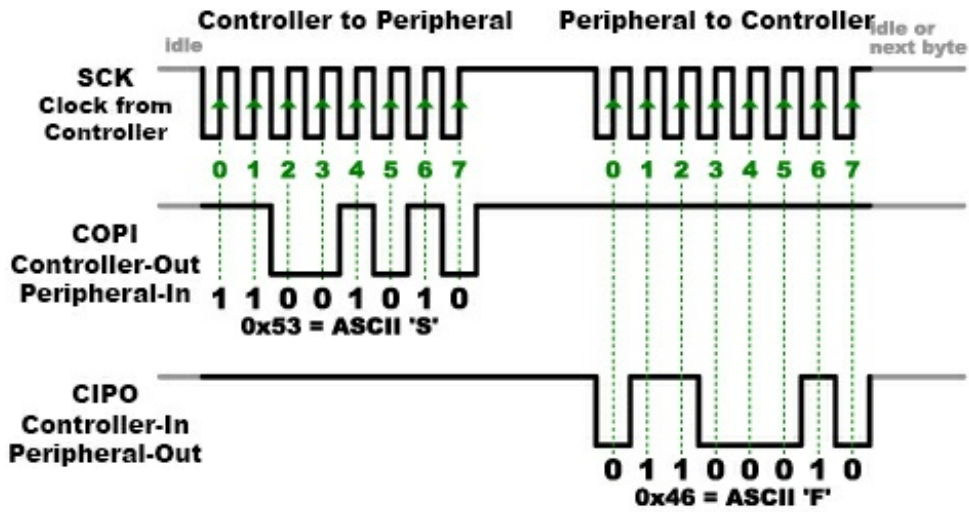 Controller to Peripheral
Peripheral to Controller
idle
idle or
next byte
SCK
Clock from
Controller
0 1 2 3 4 5 6 7
0 1 2 3 4 5 6 7
COPI
Controller-Out
Peripheral-In
1 1 0 0 1 0 1 0
0x53 = ASCII 'S'
CIPO
Controller-In
Peripheral-Out
0 1 1 0 0 0 1 0
0x46 = ASCII 'F'